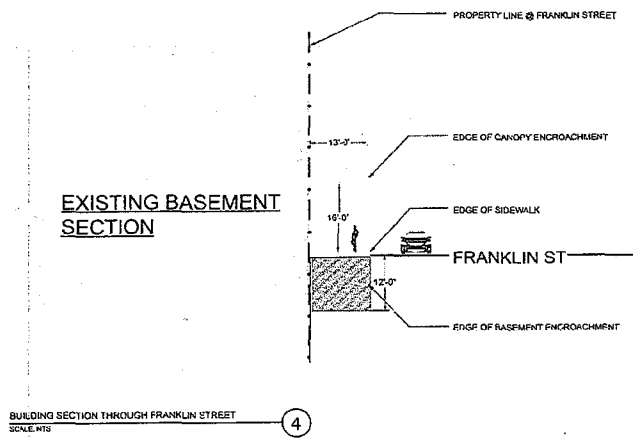 PROPERTY LINE @ FRANKLIN STREET
13'-0"
EDGE OF CANOPY ENCROACHMENT
EXISTING BASEMENT
SECTION
16'-0"
EDGE OF SIDEWALK
FRANKLIN ST
12'-0"
EDGE OF BASEMENT ENCROACHMENT
BUILDING SECTION THROUGH FRANKLIN STREET
SCALE: NTS
4